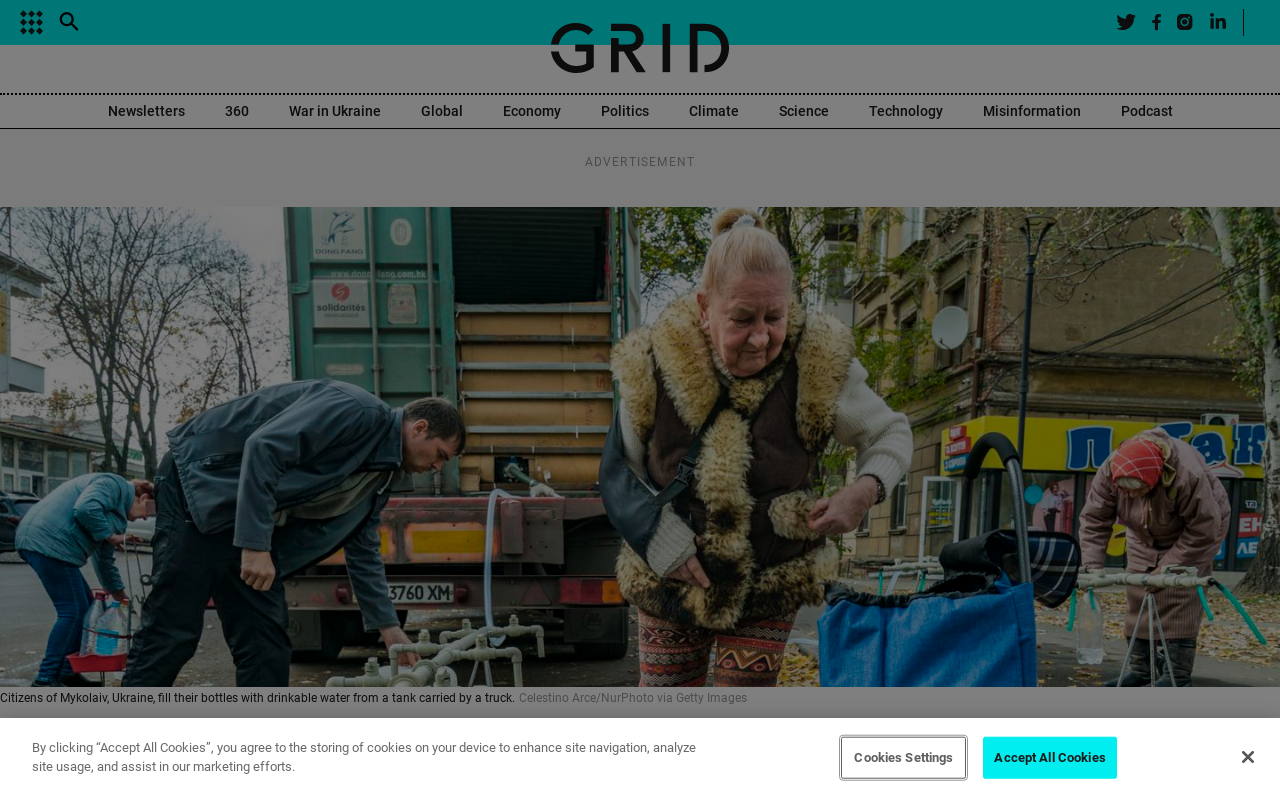 GRID
Newsletters 360 War in Ukraine Global Economy Politics Climate Science Technology Misinformation Podcast
ADVERTISEMENT
DONG FANG
www.dong-fang.com.hk
solidarités
3760 XM
Citizens of Mykolaiv, Ukraine, fill their bottles with drinkable water from a tank carried by a truck. Celestino Arce/NurPhoto via Getty Images
By clicking “Accept All Cookies”, you agree to the storing of cookies on your device to enhance site navigation, analyze
site usage, and assist in our marketing efforts.
Cookies Settings
Accept All Cookies